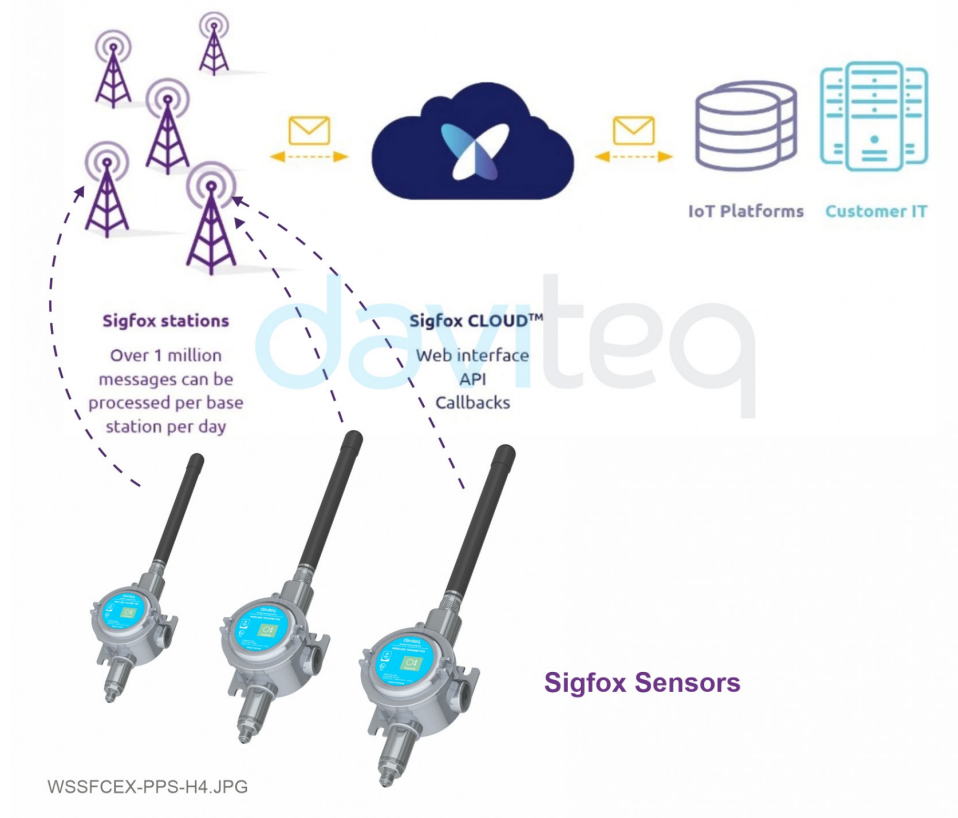 IoT Platforms
Customer IT
Sigfox stations
Over 1 million
messages can be
processed per base
station per day
Sigfox CLOUD™
Web interface
API
Callbacks
daviteq
Sigfox Sensors
WSSFCEX-PPS-H4.JPG